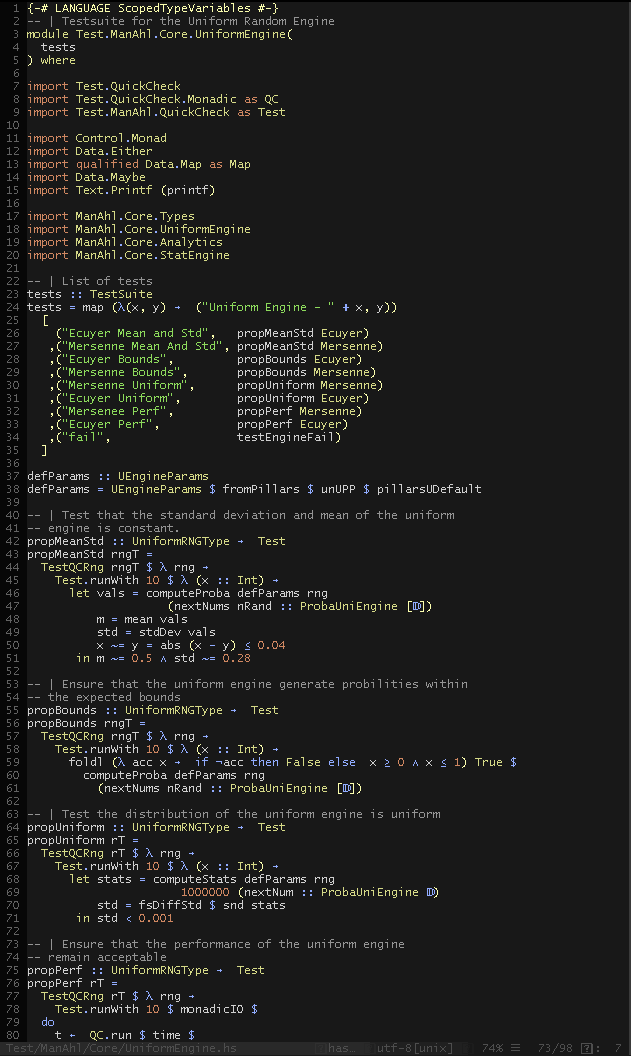 1 {-# LANGUAGE ScopedTypeVariables #-}
2 -- | Testsuite for the Uniform Random Engine
3 module Test.ManAhl.Core.UniformEngine(
4   tests
5 ) where
6
7 import Test.QuickCheck
8 import Test.QuickCheck.Monadic as QC
9 import Test.ManAhl.QuickCheck as Test
10
11 import Control.Monad
12 import Data.Either
13 import qualified Data.Map as Map
14 import Data.Maybe
15 import Text.Printf (printf)
16
17 import ManAhl.Core.Types
18 import ManAhl.Core.UniformEngine
19 import ManAhl.Core.Analytics
20 import ManAhl.Core.StatEngine
21
22 -- | List of tests
23 tests :: TestSuite
24 tests = map (λ(x, y) → ("Uniform Engine - " + x, y))
25   [
26     ("Ecuyer Mean and Std",   propMeanStd Ecuyer)
27    ,("Mersenne Mean And Std", propMeanStd Mersenne)
28    ,("Ecuyer Bounds",         propBounds Ecuyer)
29    ,("Mersenne Bounds",       propBounds Mersenne)
30    ,("Mersenne Uniform",      propUniform Mersenne)
31    ,("Ecuyer Uniform",        propUniform Ecuyer)
32    ,("Mersenee Perf",         propPerf Mersenne)
33    ,("Ecuyer Perf",           propPerf Ecuyer)
34    ,("fail",                  testEngineFail)
35   ]
36
37 defParams :: UEngineParams
38 defParams = UEngineParams $ fromPillars $ unUPP $ pillarsUDefault
39
40 -- | Test that the standard deviation and mean of the uniform
41 -- engine is constant.
42 propMeanStd :: UniformRNGType → Test
43 propMeanStd rngT =
44   TestQCRng rngT $ λ rng →
45     Test.runWith 10 $ λ (x :: Int) →
46       let vals = computeProba defParams rng
47                     (nextNums nRand :: ProbaUniEngine [𝔻])
48           m = mean vals
49           std = stdDev vals
50           x ~= y = abs (x - y) ≤ 0.04
51        in m ~= 0.5 ∧ std ~= 0.28
52
53 -- | Ensure that the uniform engine generate probilities within
54 -- the expected bounds
55 propBounds :: UniformRNGType → Test
56 propBounds rngT =
57   TestQCRng rngT $ λ rng →
58     Test.runWith 10 $ λ (x :: Int) →
59       foldl (λ acc x → if ¬acc then False else x ≥ 0 ∧ x ≤ 1) True $
60         computeProba defParams rng
61           (nextNums nRand :: ProbaUniEngine [𝔻])
62
63 -- | Test the distribution of the uniform engine is uniform
64 propUniform :: UniformRNGType → Test
65 propUniform rT =
66   TestQCRng rT $ λ rng →
67     Test.runWith 10 $ λ (x :: Int) →
68       let stats = computeStats defParams rng
69                       1000000 (nextNum :: ProbaUniEngine 𝔻)
70           std = fsDiffStd $ snd stats
71        in std < 0.001
72
73 -- | Ensure that the performance of the uniform engine
74 -- remain acceptable
75 propPerf :: UniformRNGType → Test
76 propPerf rT =
77   TestQCRng rT $ λ rng →
78     Test.runWith 10 $ monadicIO $
79   do
80     t ← QC.run $ time $
Test/ManAhl/Core/UniformEngine.hs has_ utf-8[unix] 74% 73/98 : 7